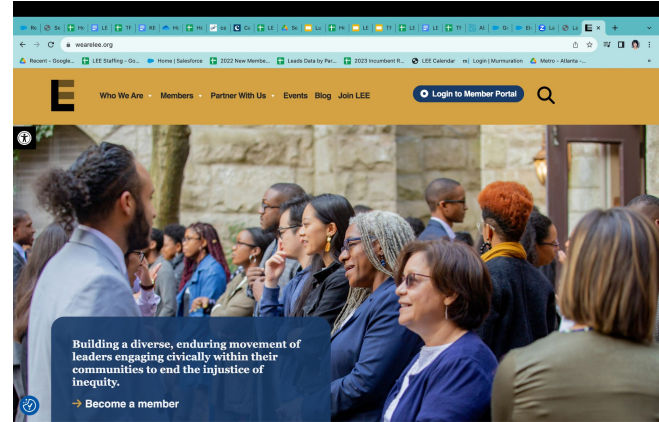 wearelee.org
Recent - Google...
LEE Staffing - Go...
Home | Salesforce
2022 New Membe...
Leads Data by Par...
2023 Incumbent R...
LEE Calendar
Login | Murmuration
Metro - Atlanta -...
Who We Are
Members
Partner With Us
Events
Blog
Join LEE
Login to Member Portal
Building a diverse, enduring movement of
leaders engaging civically within their
communities to end the injustice of
inequity.
→ Become a member